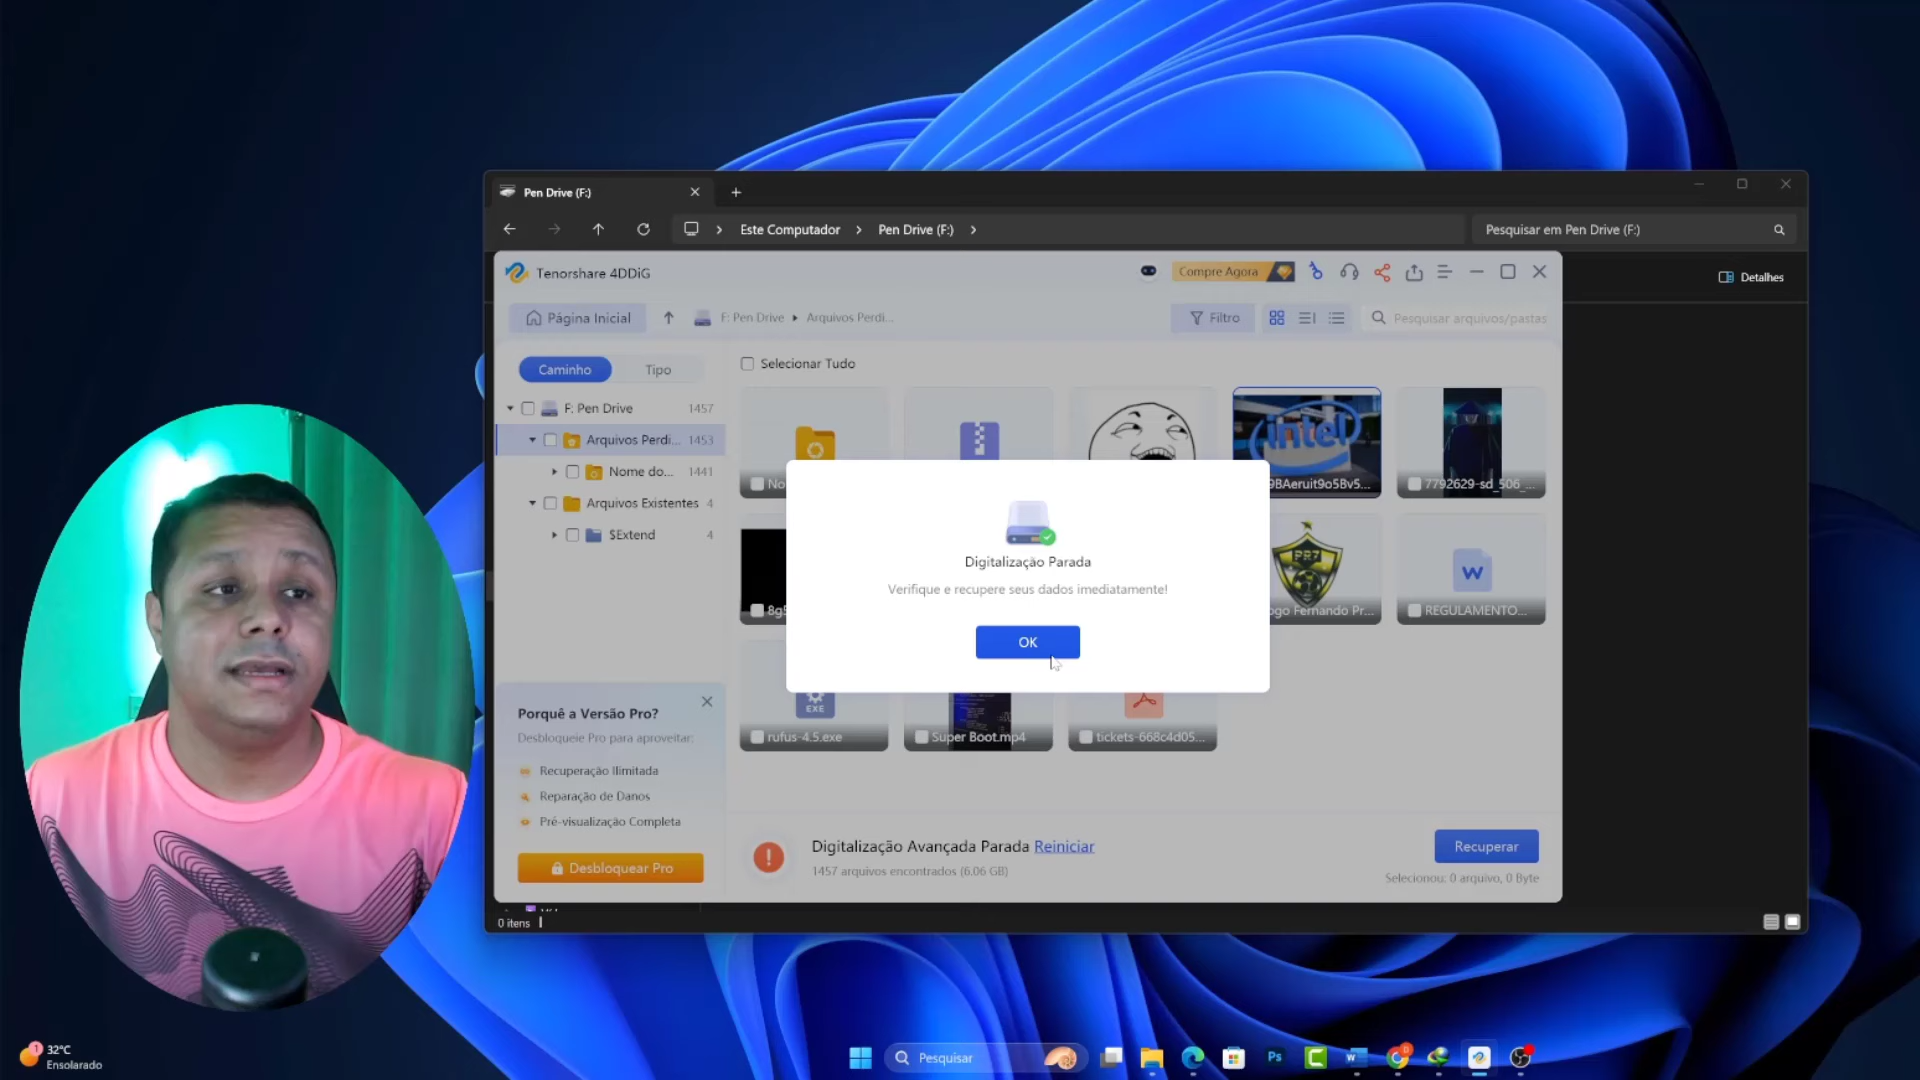 Pen Drive (F:)
Este Computador
Pen Drive (F:)
Pesquisar em Pen Drive (F:)
Tenorshare 4DDiG
Compre Agora
Detalhes
Página Inicial
F: Pen Drive
Arquivos Perdi...
Filtro
Pesquisar arquivos/pastas
Caminho
Tipo
Selecionar Tudo
F: Pen Drive 1457
Arquivos Perdi... 1453
Nome do... 1441
Arquivos Existentes 4
$Extend 4
intel
9BAeruit9o5Bv5...
7792629-sd_506_...
ogo Fernando Pr...
W
REGULAMENTO...
Digitalização Parada
Verifique e recupere seus dados imediatamente!
OK
EXE
rufus-4.5.exe
Super Boot.mp4
tickets-668c4d05...
Porquê a Versão Pro?
Desbloqueie Pro para aproveitar:
Recuperação Ilimitada
Reparação de Danos
Pré-visualização Completa
Desbloquear Pro
Digitalização Avançada Parada Reiniciar
1457 arquivos encontrados (6.06 GB)
Recuperar
Selecionou: 0 arquivo, 0 Byte
0 itens
1
32°C
Ensolarado
Pesquisar
Ps